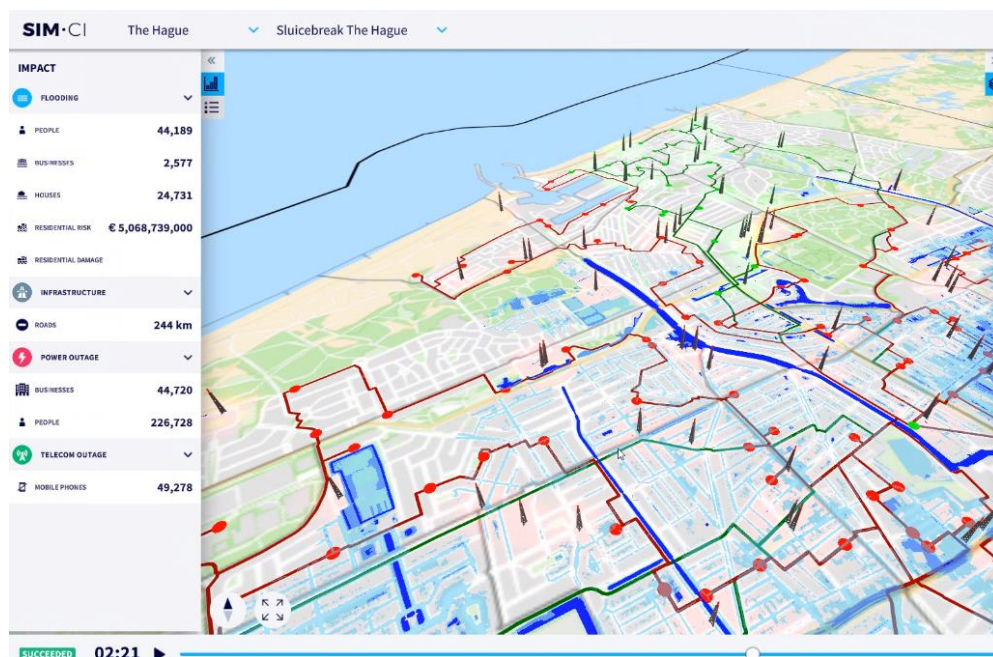 SIM·CI The Hague Sluicebreak The Hague
IMPACT
FLOODING
PEOPLE 44,189
BUSINESSES 2,577
HOUSES 24,731
RESIDENTIAL RISK € 5,068,739,000
RESIDENTIAL DAMAGE
INFRASTRUCTURE
ROADS 244 km
POWER OUTAGE
BUSINESSES 44,720
PEOPLE 226,728
TELECOM OUTAGE
MOBILE PHONES 49,278
SUCCEEDED 02:21